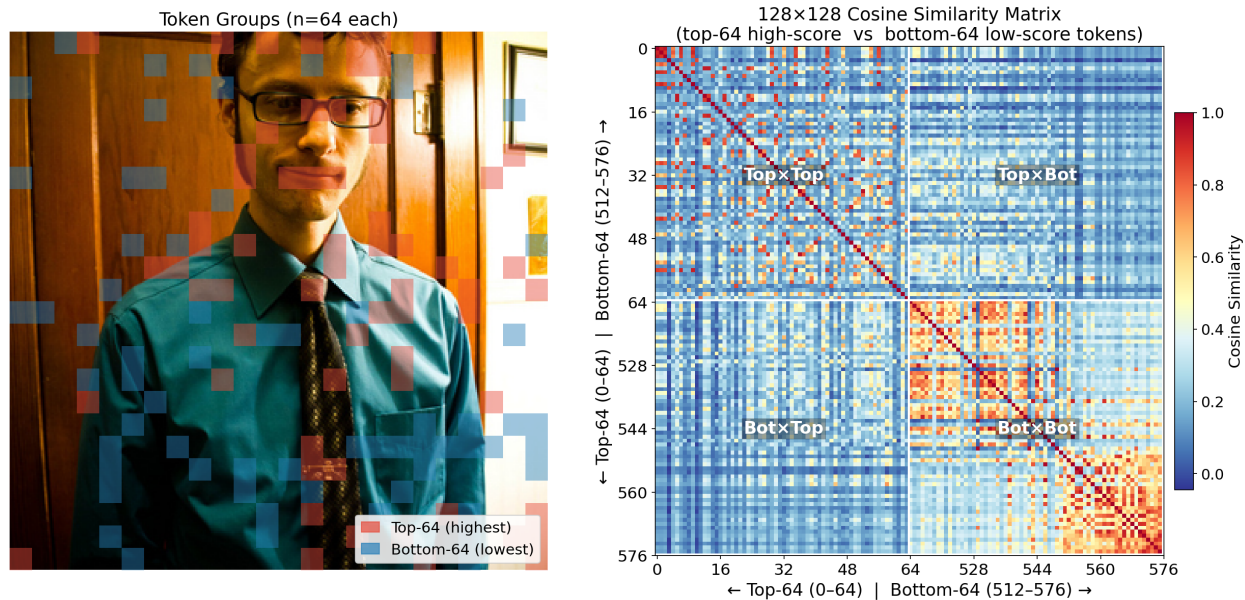 Token Groups (n=64 each)
Top-64 (highest)
Bottom-64 (lowest)
128×128 Cosine Similarity Matrix
(top-64 high-score  vs  bottom-64 low-score tokens)
← Top-64 (0–64)  |  Bottom-64 (512–576) →
0
16
32
48
64
528
544
560
576
Top×Top
Top×Bot
Bot×Top
Bot×Bot
0 16 32 48 64 528 544 560 576
← Top-64 (0–64)  |  Bottom-64 (512–576) →
1.0
0.8
0.6
0.4
0.2
0.0
Cosine Similarity